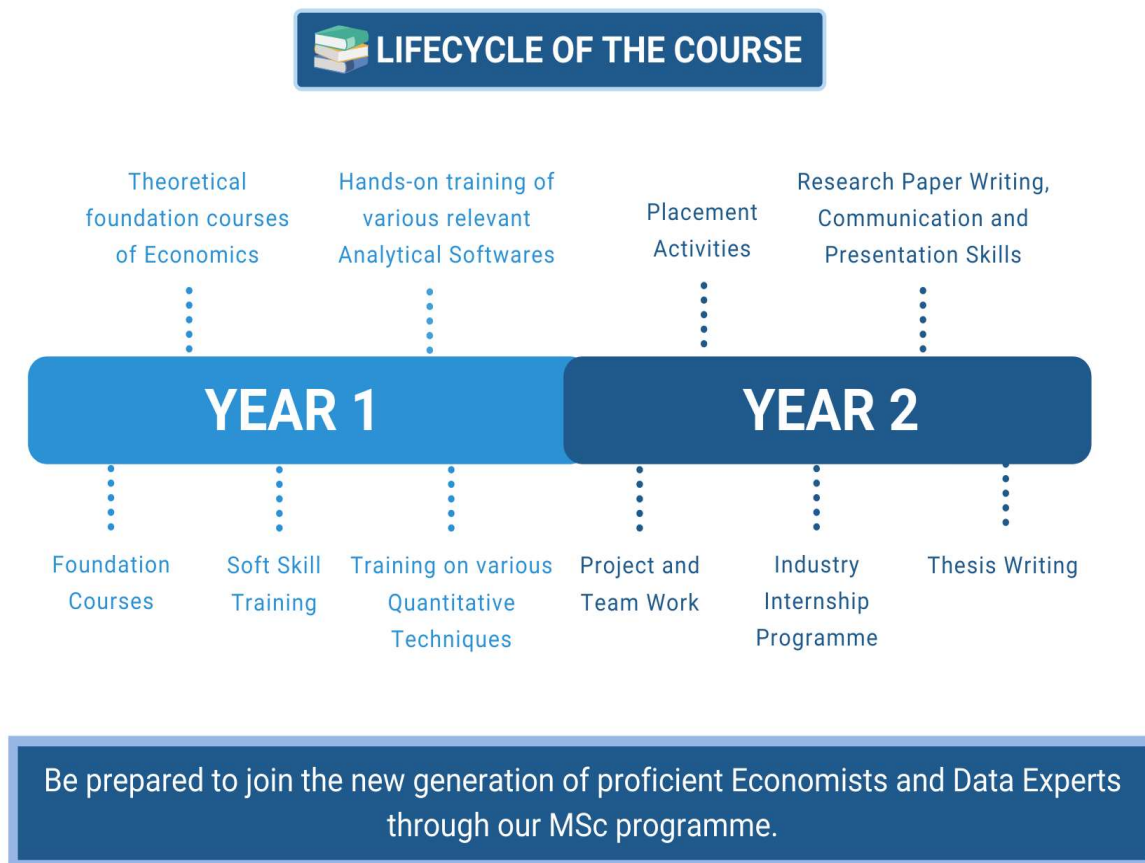 LIFECYCLE OF THE COURSE
Theoretical
foundation courses
of Economics
Hands-on training of
various relevant
Analytical Softwares
Placement
Activities
Research Paper Writing,
Communication and
Presentation Skills
YEAR 1
YEAR 2
Foundation
Courses
Soft Skill
Training
Training on various
Quantitative
Techniques
Project and
Team Work
Industry
Internship
Programme
Thesis Writing
Be prepared to join the new generation of proficient Economists and Data Experts
through our MSc programme.